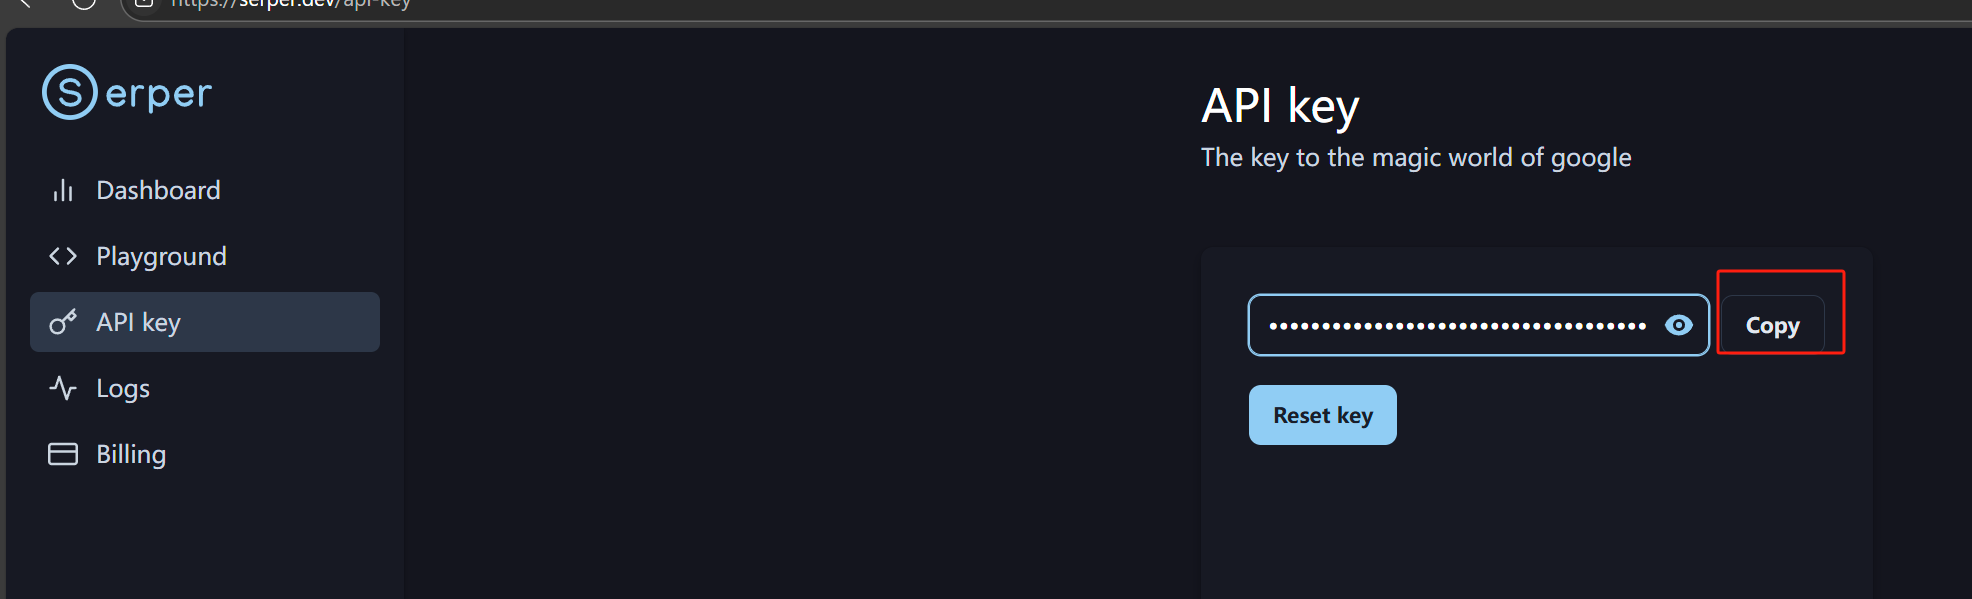 https://serper.dev/api-key
Serper
API key
The key to the magic world of google
Dashboard
Playground
API key
Logs
Billing
Copy
Reset key